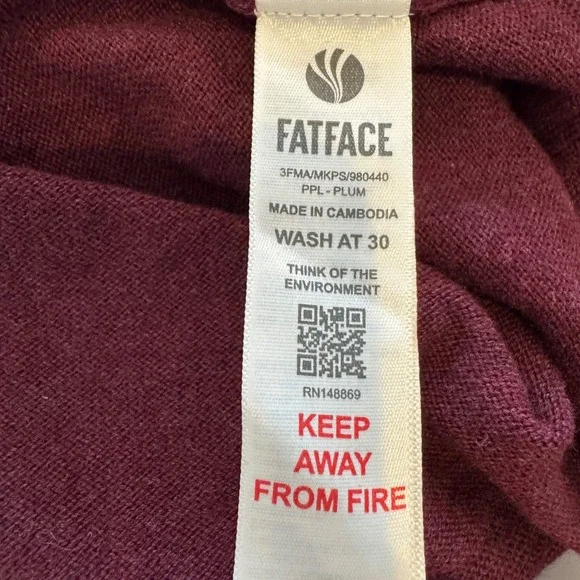 FATFACE
3FMA/MKPS/980440
PPL - PLUM
MADE IN CAMBODIA
WASH AT 30
THINK OF THE
ENVIRONMENT
RN148869
KEEP
AWAY
FROM FIRE